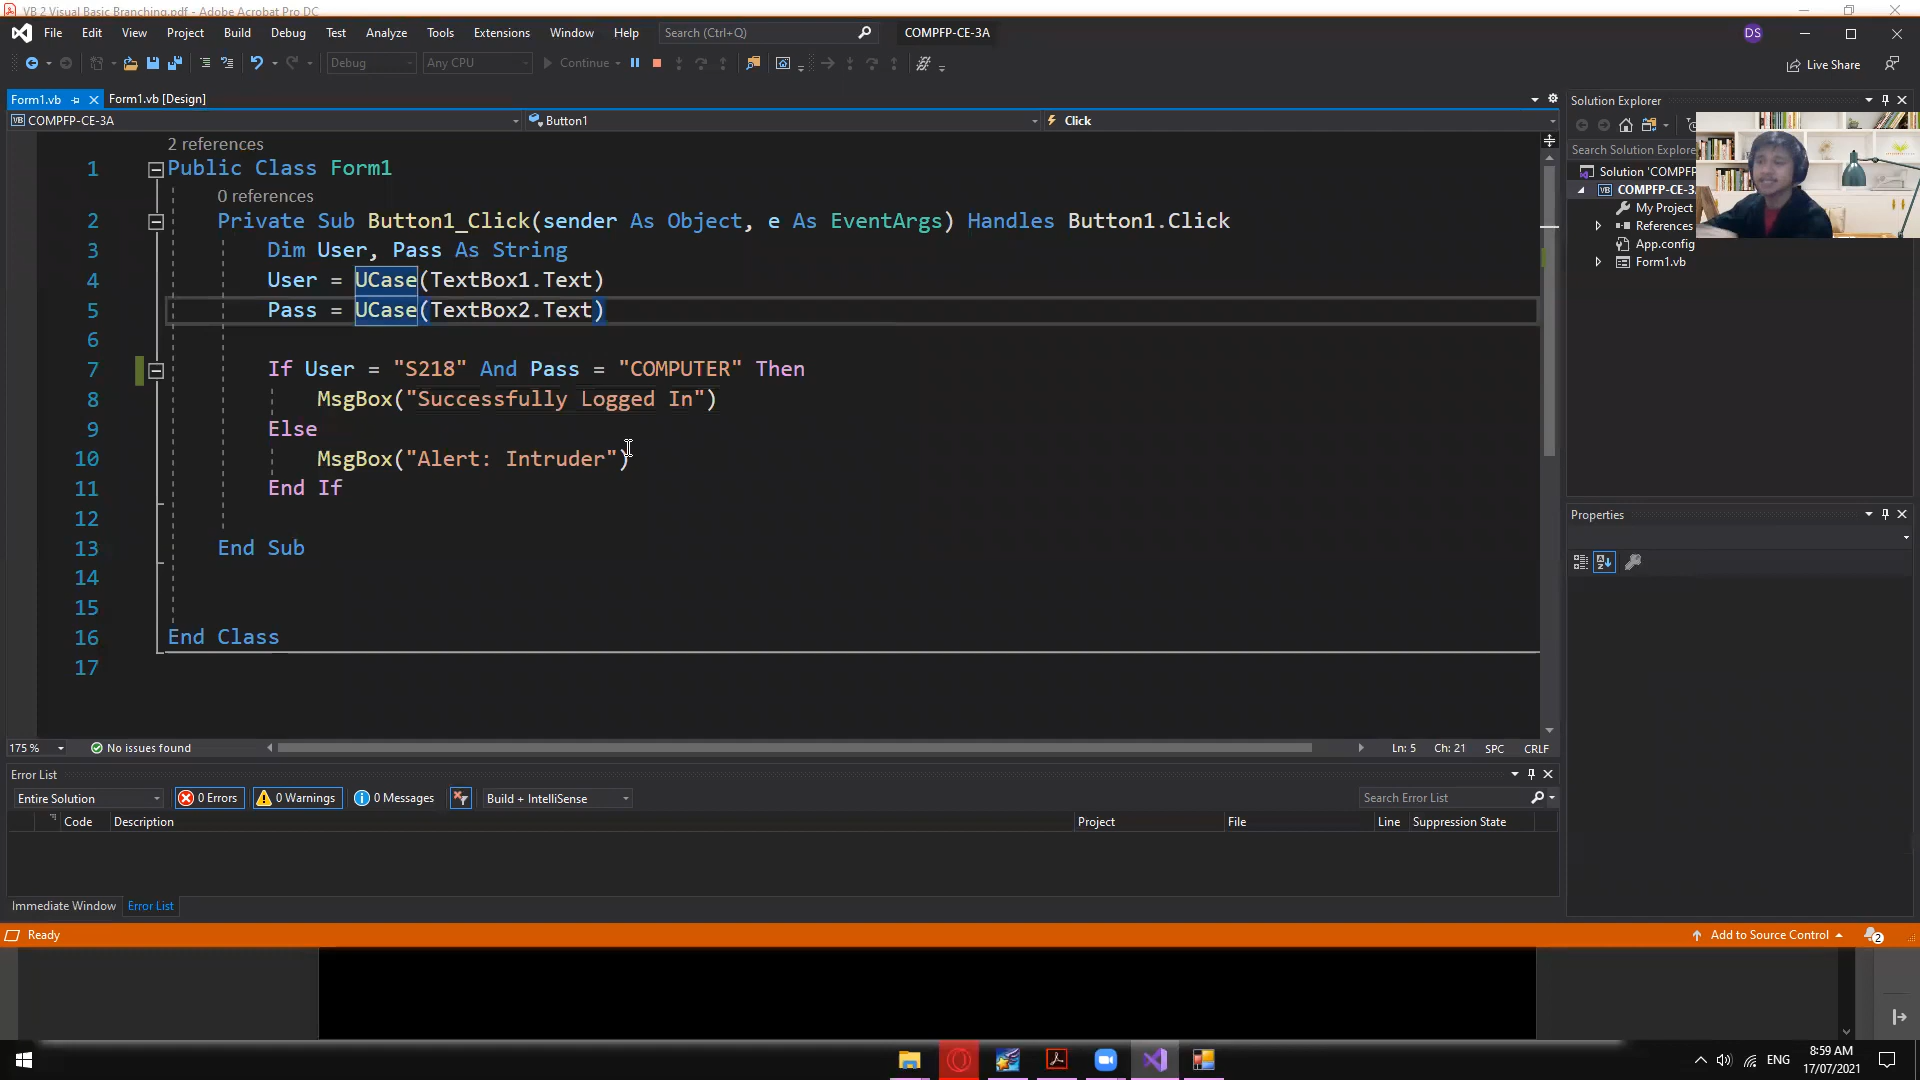 VB 2 Visual Basic Branching.pdf - Adobe Acrobat Pro DC
File Edit View Project Build Debug Test Analyze Tools Extensions Window Help Search (Ctrl+Q) COMPFP-CE-3A DS
Debug Any CPU Continue Live Share
Form1.vb Form1.vb [Design]
COMPFP-CE-3A Button1 Click
2 references
1 Public Class Form1
0 references
2 Private Sub Button1_Click(sender As Object, e As EventArgs) Handles Button1.Click
3 Dim User, Pass As String
4 User = UCase(TextBox1.Text)
5 Pass = UCase(TextBox2.Text)
6
7 If User = "S218" And Pass = "COMPUTER" Then
8 MsgBox("Successfully Logged In")
9 Else
10 MsgBox("Alert: Intruder")
11 End If
12
13 End Sub
14
15
16 End Class
17
175 % No issues found Ln: 5 Ch: 21 SPC CRLF
Solution Explorer
Search Solution Explore
Solution 'COMPFP
COMPFP-CE-3
My Project
References
App.config
Form1.vb
Properties
Error List
Entire Solution 0 Errors 0 Warnings 0 Messages Build + IntelliSense Search Error List
Code Description Project File Line Suppression State
Immediate Window Error List
Ready Add to Source Control 2
ENG 8:59 AM
17/07/2021